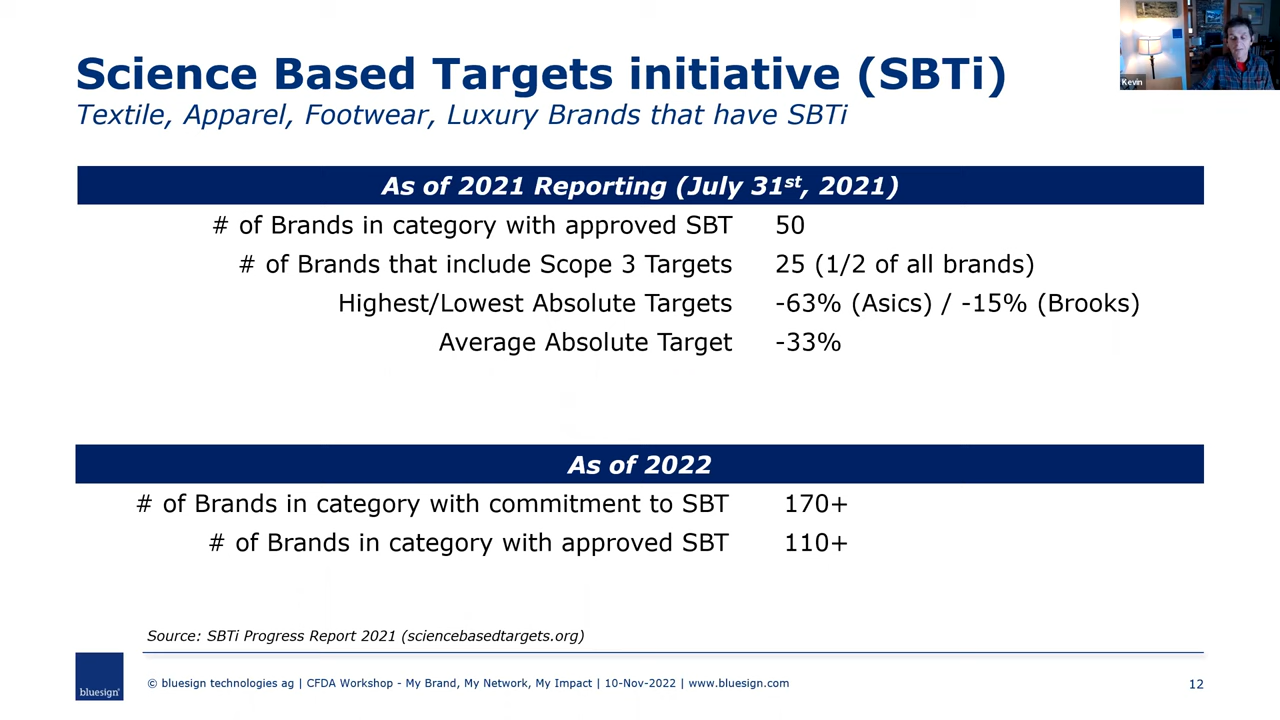 Science Based Targets initiative (SBTi)
Textile, Apparel, Footwear, Luxury Brands that have SBTi
Kevin
As of 2021 Reporting (July 31st, 2021)
# of Brands in category with approved SBT 50
# of Brands that include Scope 3 Targets 25 (1/2 of all brands)
Highest/Lowest Absolute Targets -63% (Asics) / -15% (Brooks)
Average Absolute Target -33%
As of 2022
# of Brands in category with commitment to SBT 170+
# of Brands in category with approved SBT 110+
Source: SBTi Progress Report 2021 (sciencebasedtargets.org)
bluesign®
© bluesign technologies ag | CFDA Workshop - My Brand, My Network, My Impact | 10-Nov-2022 | www.bluesign.com
12